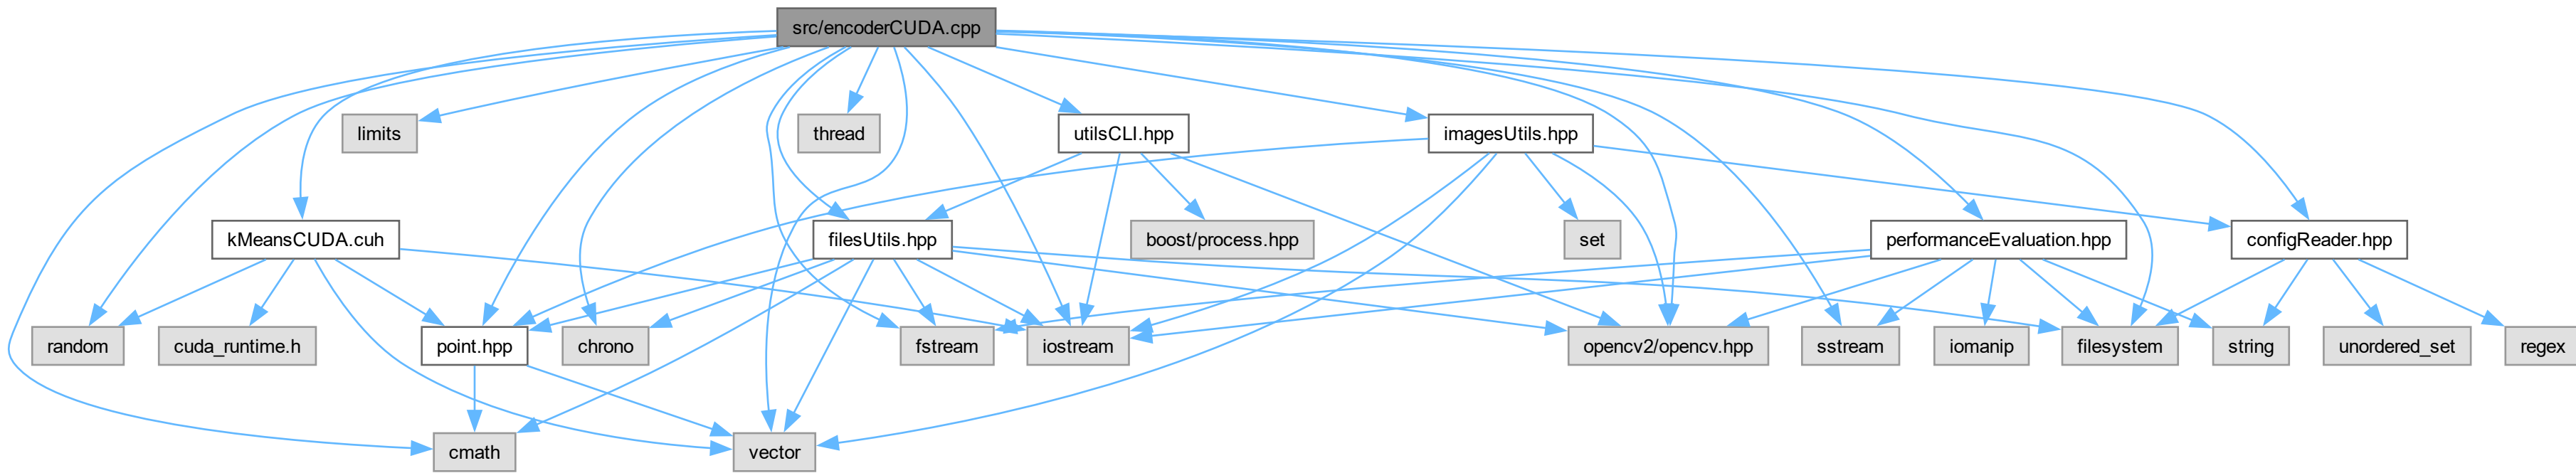 src/encoderCUDA.cpp
limits
thread
utilsCLI.hpp
imagesUtils.hpp
kMeansCUDA.cuh
filesUtils.hpp
boost/process.hpp
set
performanceEvaluation.hpp
configReader.hpp
random
cuda_runtime.h
point.hpp
chrono
fstream
iostream
opencv2/opencv.hpp
sstream
iomanip
filesystem
string
unordered_set
regex
cmath
vector